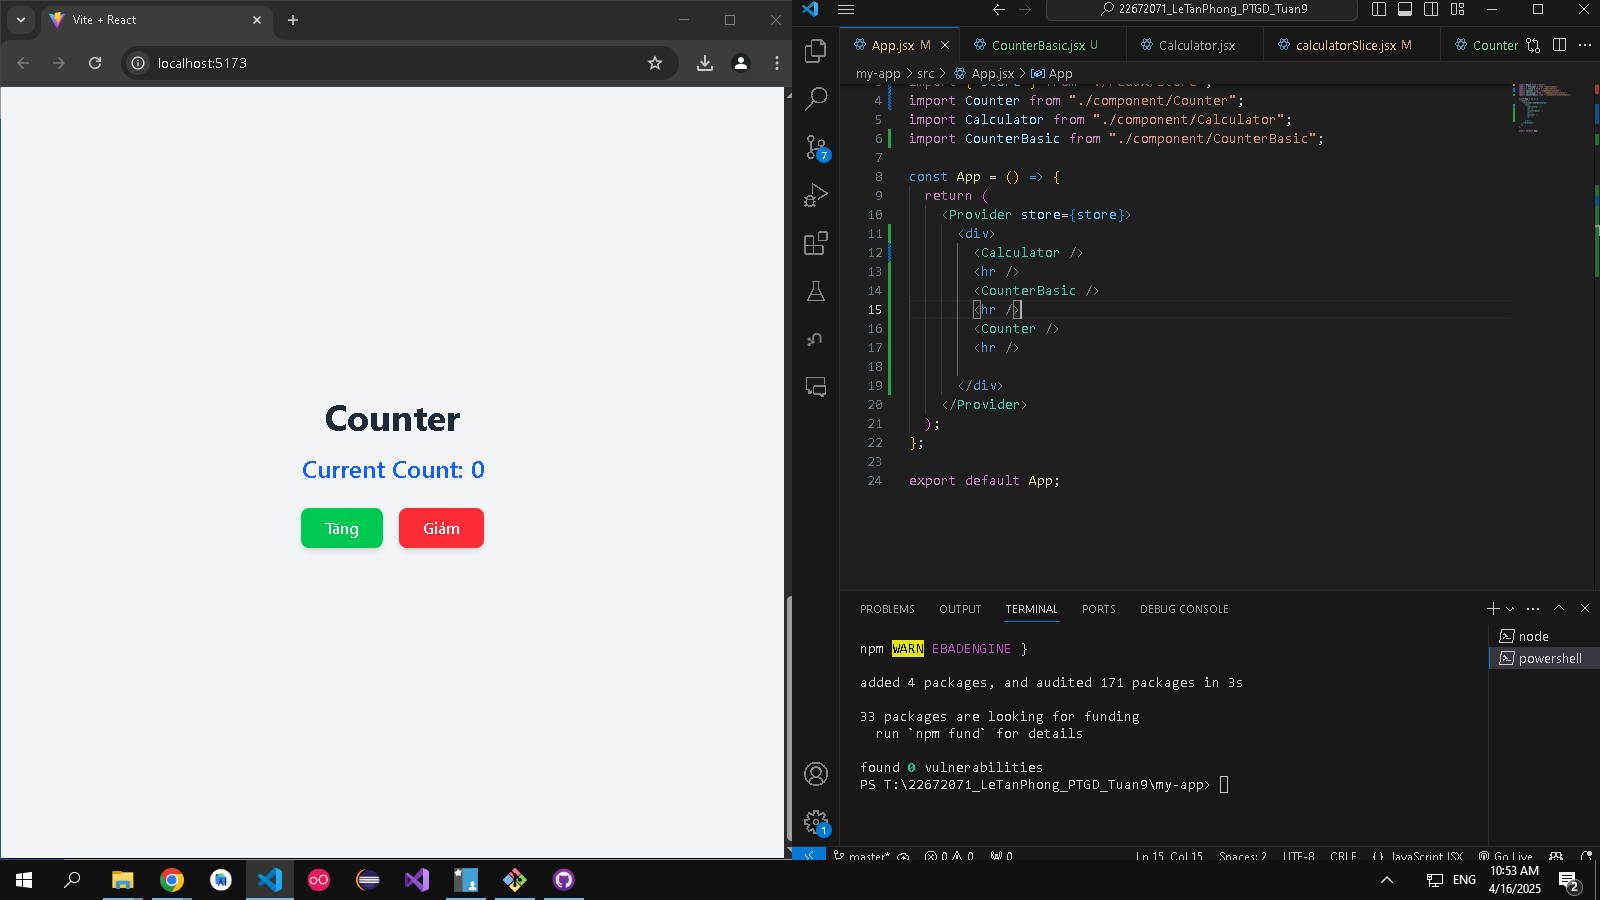 Vite + React
localhost:5173
Counter
Current Count: 0
Tăng
Giảm
22672071_LeTanPhong_PTGD_Tuan9
App.jsx M
CounterBasic.jsx U
Calculator.jsx
calculatorSlice.jsx M
Counter
my-app > src > App.jsx > App
4 import Counter from "./component/Counter";
5 import Calculator from "./component/Calculator";
6 import CounterBasic from "./component/CounterBasic";
7
8 const App = () => {
9 return (
10 <Provider store={store}>
11 <div>
12 <Calculator />
13 <hr />
14 <CounterBasic />
15 <hr />
16 <Counter />
17 <hr />
18
19 </div>
20 </Provider>
21 );
22 };
23
24 export default App;
7
1
PROBLEMS
OUTPUT
TERMINAL
PORTS
DEBUG CONSOLE
node
powershell
npm WARN EBADENGINE }
added 4 packages, and audited 171 packages in 3s
33 packages are looking for funding
run `npm fund` for details
found 0 vulnerabilities
PS T:\22672071_LeTanPhong_PTGD_Tuan9\my-app>
master*
0 0
0
Ln 15, Col 15
Spaces: 2
UTF-8
CRLF
{} JavaScript JSX
Go Live
ENG
10:53 AM
4/16/2025
2